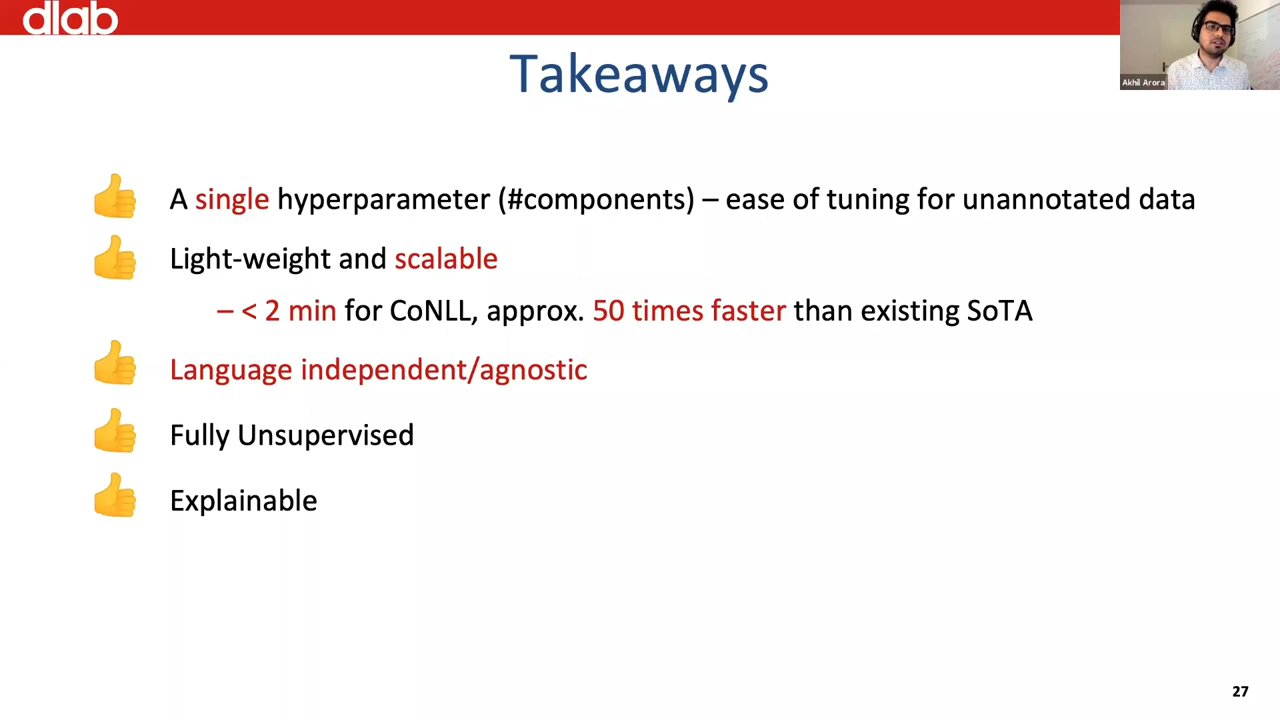 dlab
Akhil Arora
Takeaways
A single hyperparameter (#components) – ease of tuning for unannotated data
Light-weight and scalable
– < 2 min for CoNLL, approx. 50 times faster than existing SoTA
Language independent/agnostic
Fully Unsupervised
Explainable
27